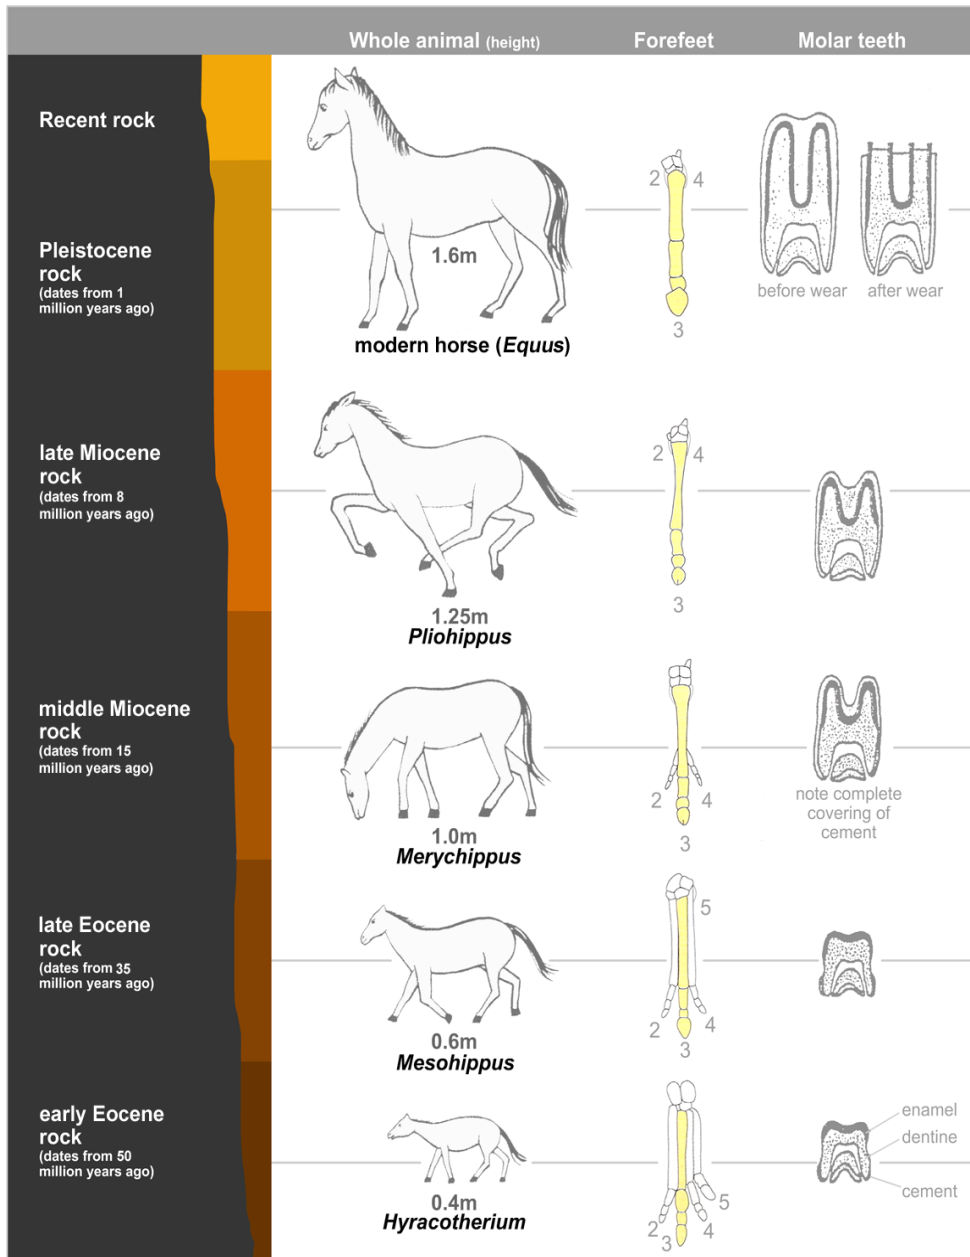 Whole animal (height)
Forefeet
Molar teeth
Recent rock
2
4
3
1.6m
before wear
after wear
modern horse (Equus)
Pleistocene
rock
(dates from 1
million years ago)
late Miocene
rock
(dates from 8
million years ago)
2
4
3
1.25m
Pliohippus
middle Miocene
rock
(dates from 15
million years ago)
2
4
3
note complete
covering of
cement
1.0m
Merychippus
late Eocene
rock
(dates from 35
million years ago)
5
2
4
3
0.6m
Mesohippus
early Eocene
rock
(dates from 50
million years ago)
enamel
dentine
cement
5
2
4
3
0.4m
Hyracotherium